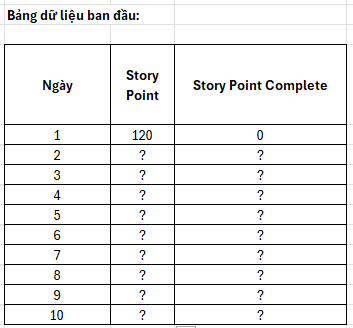 Bảng dữ liệu ban đầu:
Ngày Story Point Story Point Complete
1 120 0
2 ? ?
3 ? ?
4 ? ?
5 ? ?
6 ? ?
7 ? ?
8 ? ?
9 ? ?
10 ? ?